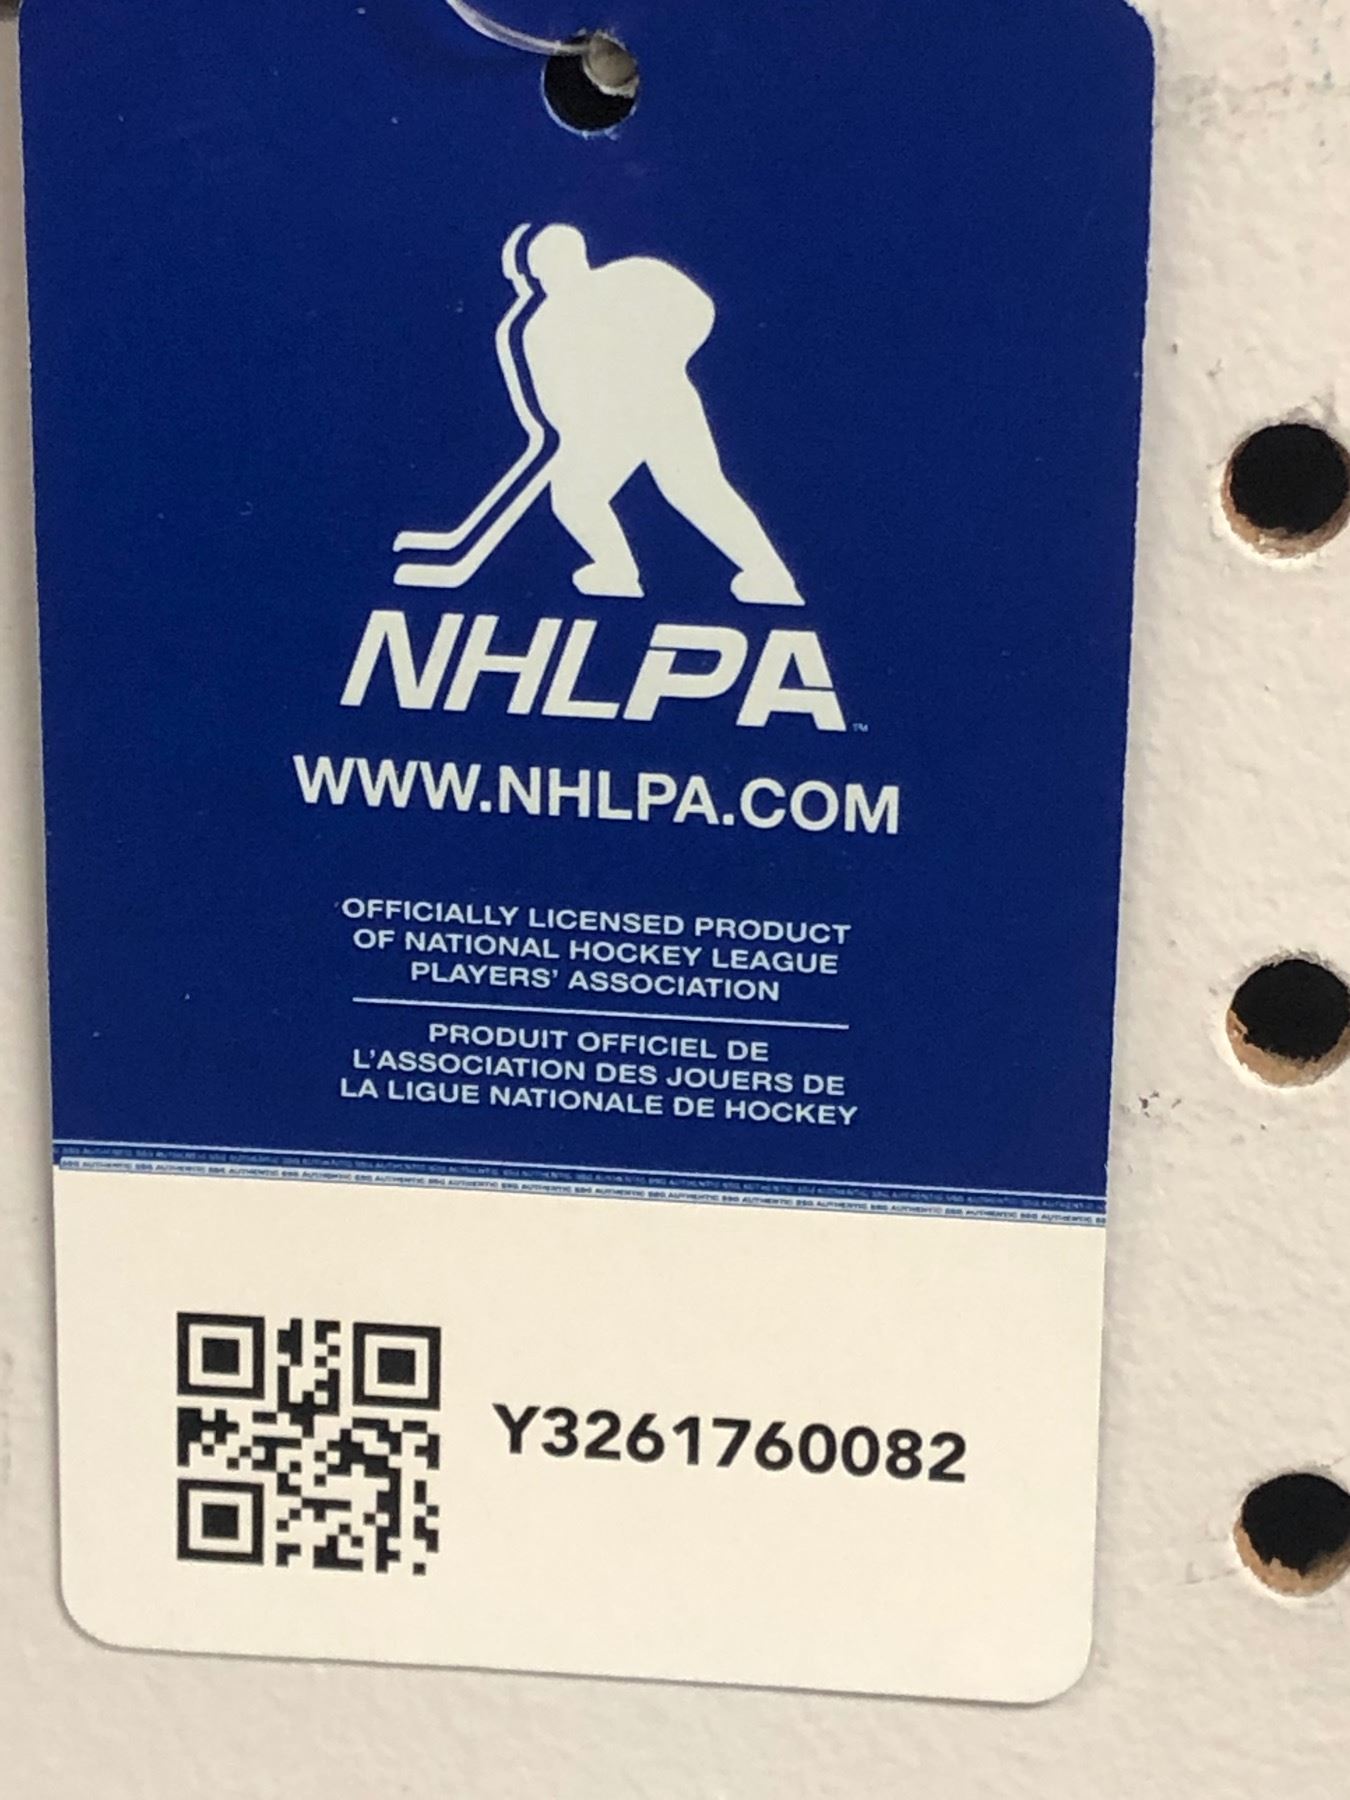 NHLPA™
WWW.NHLPA.COM
OFFICIALLY LICENSED PRODUCT
OF NATIONAL HOCKEY LEAGUE
PLAYERS' ASSOCIATION
PRODUIT OFFICIEL DE
L'ASSOCIATION DES JOUERS DE
LA LIGUE NATIONALE DE HOCKEY
Y3261760082